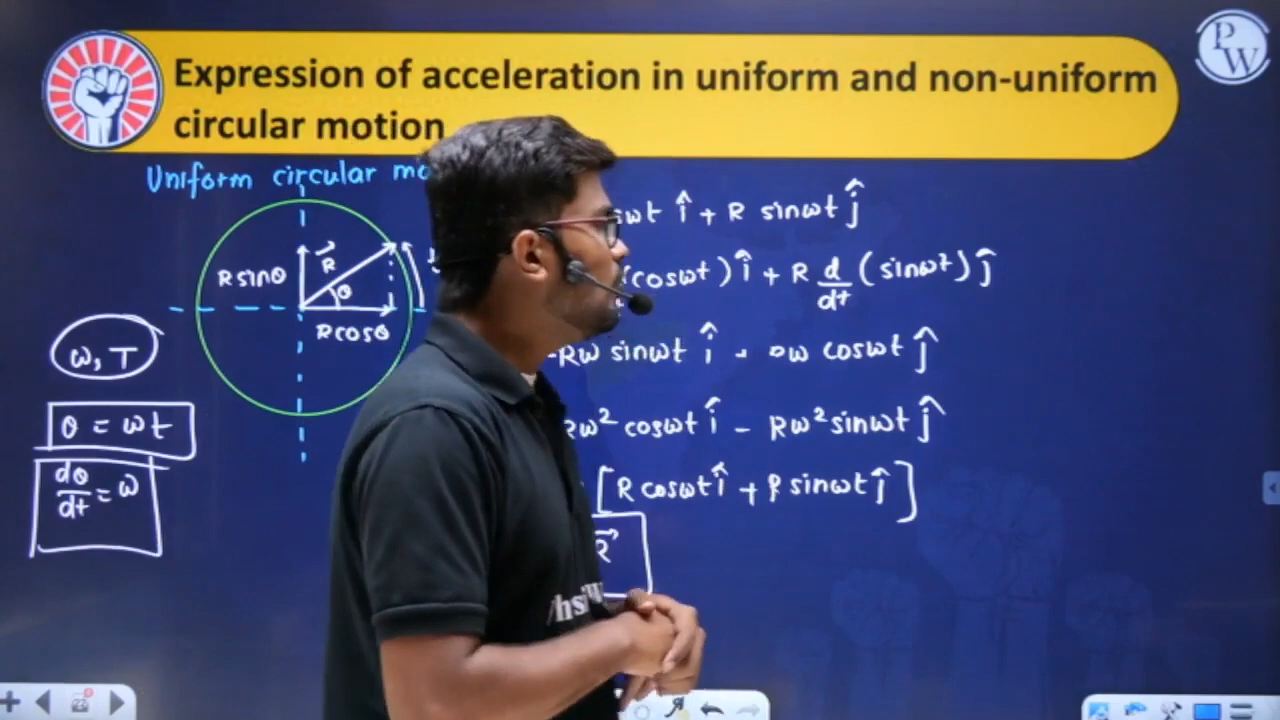 Expression of acceleration in uniform and non-uniform
circular motion
PW
Uniform circular
R sinθ
R⃗
θ
R cosθ
ω, T
θ = ωt
dθ/dt = ω
ωt î + R sinωt ĵ
(cosωt) î + R d/dt (sinωt) ĵ
-Rω sinωt î ω cosωt ĵ
Rω² cosωt î - Rω² sinωt ĵ
[R cosωt î + R sinωt ĵ]
R⃗